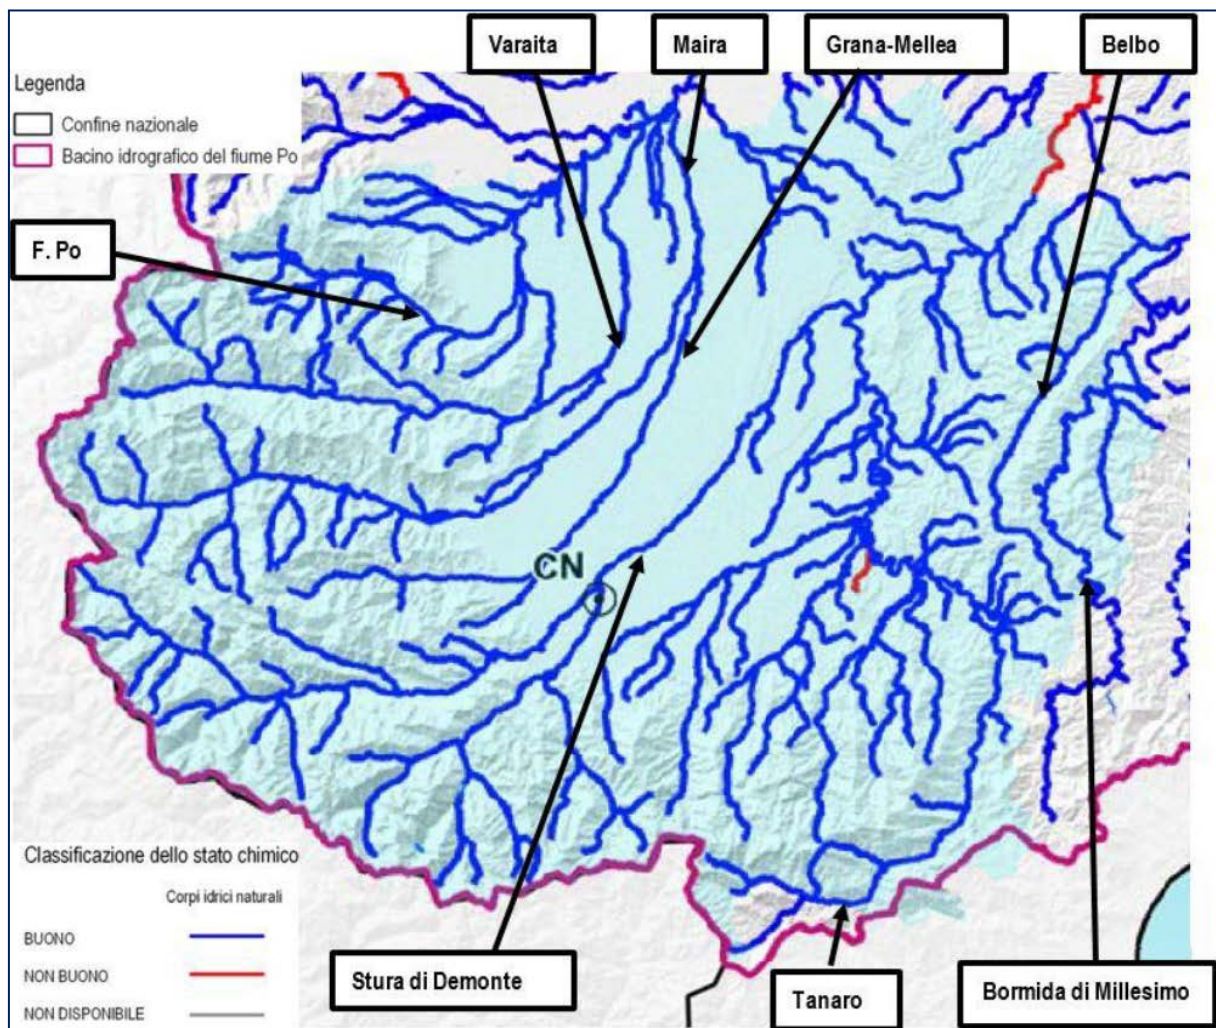 Varaita
Maira
Grana-Mellea
Belbo
Legenda
Confine nazionale
Bacino idrografico del fiume Po
F. Po
CN
Classificazione dello stato chimico
Corpi idrici naturali
BUONO
NON BUONO
NON DISPONIBILE
Stura di Demonte
Tanaro
Bormida di Millesimo